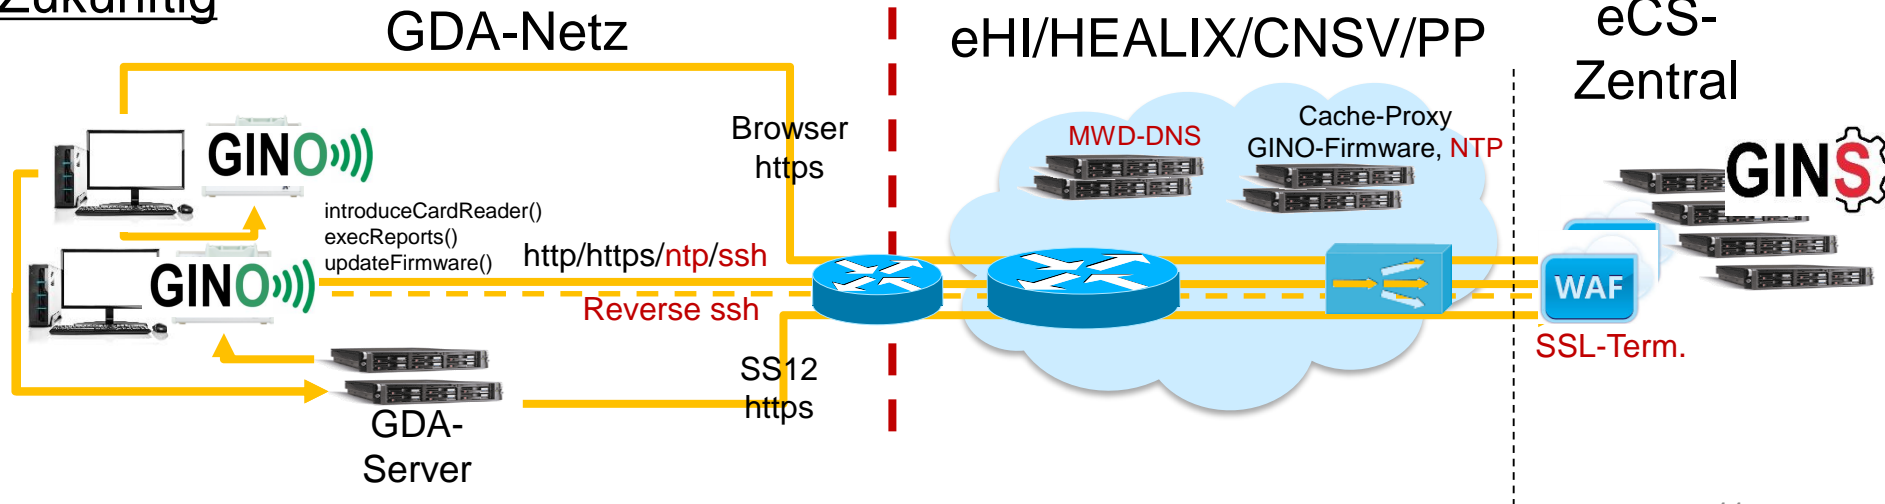 Zukünftig
GDA-Netz
eHI/HEALIX/CNSV/PP
eCS-
Zentral
Browser
https
MWD-DNS
Cache-Proxy
GINO-Firmware, NTP
GINO
GINS
introduceCardReader()
execReports()
updateFirmware()
http/https/ntp/ssh
GINO
Reverse ssh
WAF
SSL-Term.
SS12
https
GDA-
Server